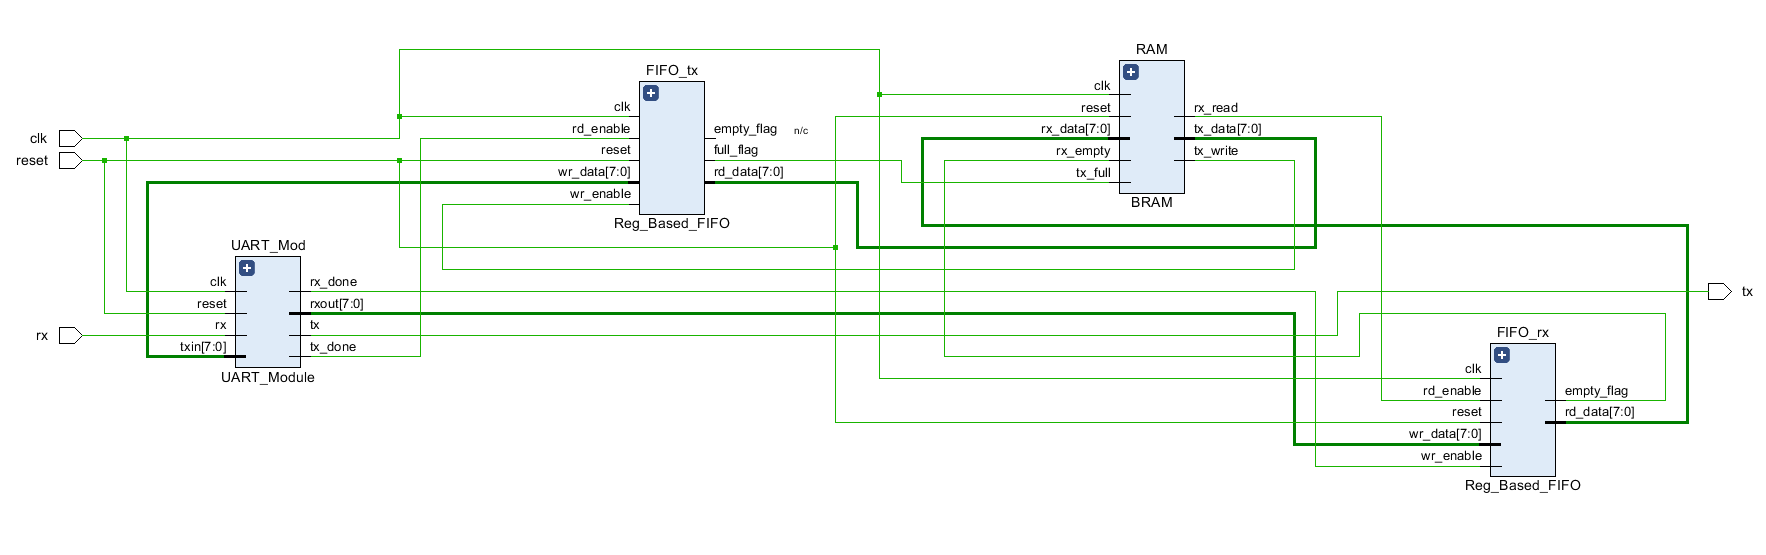 clk
reset
rx
UART_Mod
clk
reset
rx
txin[7:0]
rx_done
rxout[7:0]
tx
tx_done
UART_Module
FIFO_tx
clk
rd_enable
reset
wr_data[7:0]
wr_enable
empty_flag
n/c
full_flag
rd_data[7:0]
Reg_Based_FIFO
RAM
clk
reset
rx_data[7:0]
rx_empty
tx_full
rx_read
tx_data[7:0]
tx_write
BRAM
FIFO_rx
clk
rd_enable
reset
wr_data[7:0]
wr_enable
empty_flag
rd_data[7:0]
Reg_Based_FIFO
tx